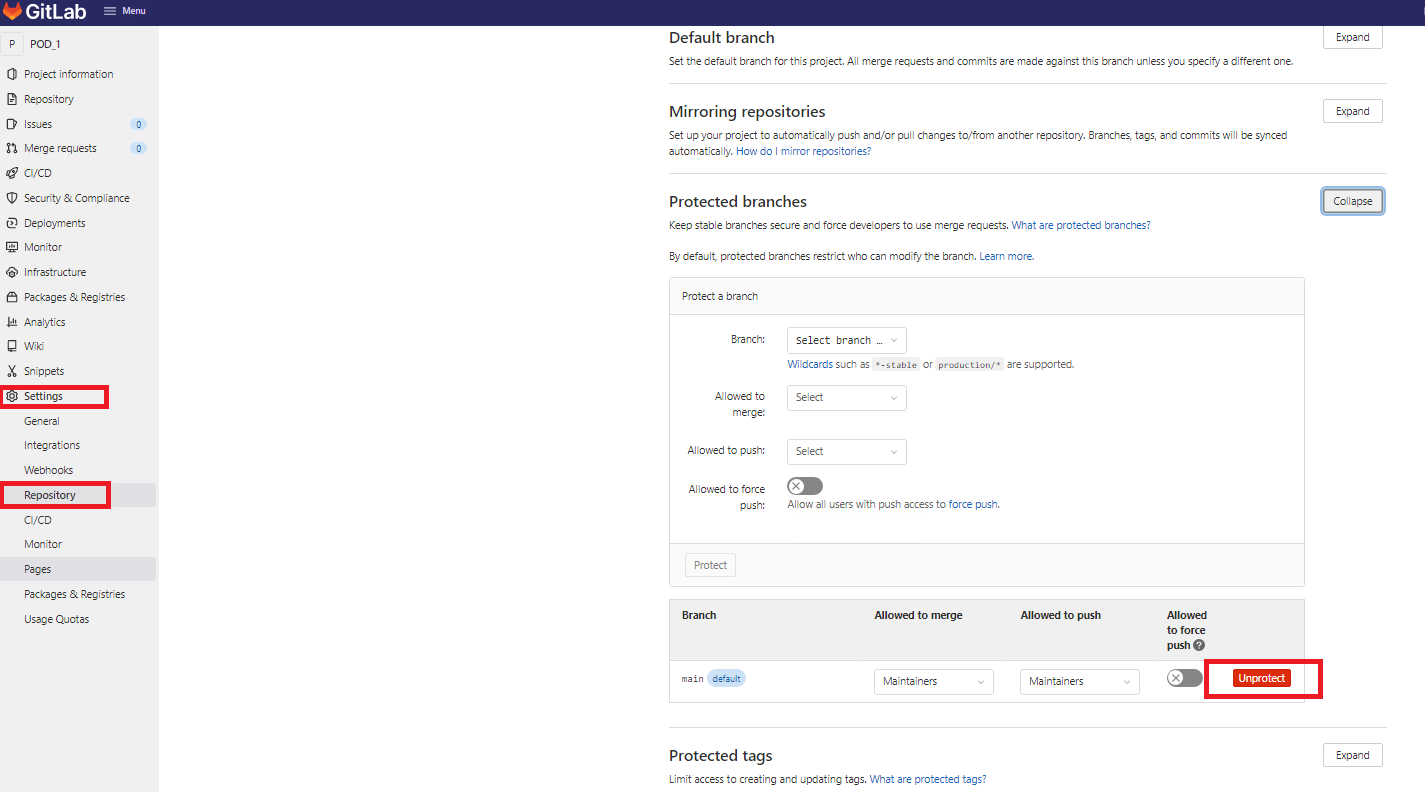 GitLab
Menu
P POD_1
Project information
Repository
Issues 0
Merge requests 0
CI/CD
Security & Compliance
Deployments
Monitor
Infrastructure
Packages & Registries
Analytics
Wiki
Snippets
Settings
General
Integrations
Webhooks
Repository
CI/CD
Monitor
Pages
Packages & Registries
Usage Quotas
Default branch
Expand
Set the default branch for this project. All merge requests and commits are made against this branch unless you specify a different one.
Mirroring repositories
Expand
Set up your project to automatically push and/or pull changes to/from another repository. Branches, tags, and commits will be synced
automatically. How do I mirror repositories?
Protected branches
Collapse
Keep stable branches secure and force developers to use merge requests. What are protected branches?
By default, protected branches restrict who can modify the branch. Learn more.
Protect a branch
Branch: Select branch …
Wildcards such as *-stable or production/* are supported.
Allowed to
merge:
Select
Allowed to push: Select
Allowed to force
push:
Allow all users with push access to force push.
Protect
Branch
Allowed to merge
Allowed to push
Allowed
to force
push ?
main default
Maintainers
Maintainers
Unprotect
Protected tags
Expand
Limit access to creating and updating tags. What are protected tags?